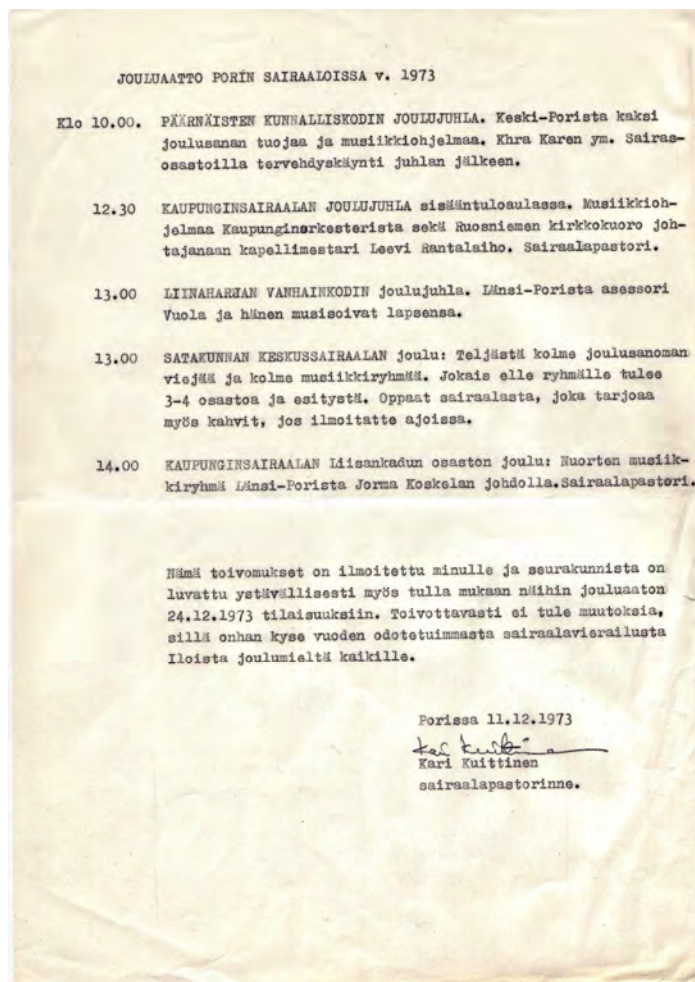 JOULUAATTO PORIN SAIRAALOISSA v. 1973
Klo 10.00. PÄÄRNÄISTEN KUNNALLISKODIN JOULUJUHLA. Keski-Porista kaksi
joulusanan tuojaa ja musiikkiohjelmaa. Khra Karen ym. Sairas-
osastoilla tervehdyskäynti juhlan jälkeen.
12.30 KAUPUNGINSAIRAALAN JOULUJUHLA sisääntuloaulassa. Musiikkioh-
jelmaa Kaupunginorkesterista sekä Ruosniemen kirkkokuoro joh-
tajanaan kapellimestari Leevi Rantalaiho. Sairaalapastori.
13.00 LIINAHARJAN VANHAINKODIN joulujuhla. Länsi-Porista asessori
Vuola ja hänen musisoivat lapsensa.
13.00 SATAKUNNAN KESKUSSAIRAALAN joulu: Teljästä kolme joulusanoman
viejää ja kolme musiikkiryhmää. Jokais elle ryhmälle tulee
3-4 osastoa ja esitystä. Oppaat sairaalasta, joka tarjoaa
myös kahvit, jos ilmoitatte ajoissa.
14.00 KAUPUNGINSAIRAALAN Liisankadun osaston joulu: Nuorten musiik-
kiryhmä Länsi-Porista Jorma Koskelan johdolla.Sairaalapastori.
Nämä toivomukset on ilmoitettu minulle ja seurakunnista on
luvattu ystävällisesti myös tulla mukaan näihin jouluaaton
24.12.1973 tilaisuuksiin. Toivottavasti ei tule muutoksia,
sillä onhan kyse vuoden odotetuimmasta sairaalavierailusta
Iloista joulumieltä kaikille.
Porissa 11.12.1973
Kari Kuittinen
Kari Kuittinen
sairaalapastorinne.